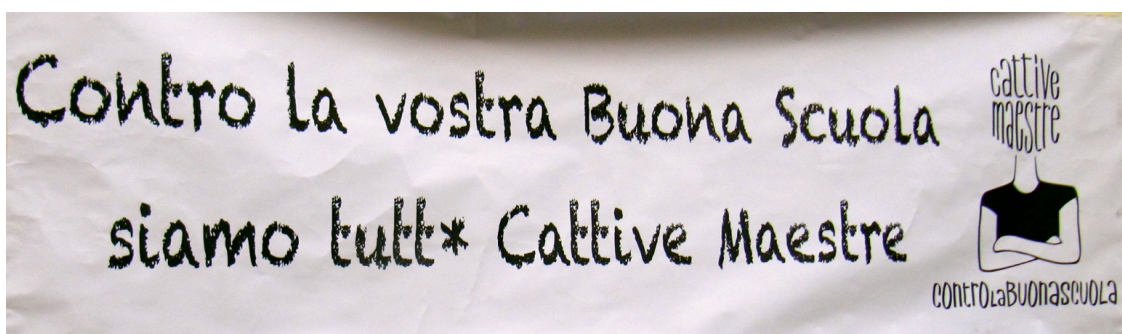 Contro la vostra Buona Scuola
siamo tutt* Cattive Maestre
cattive
maestre
controlaBuonascuola